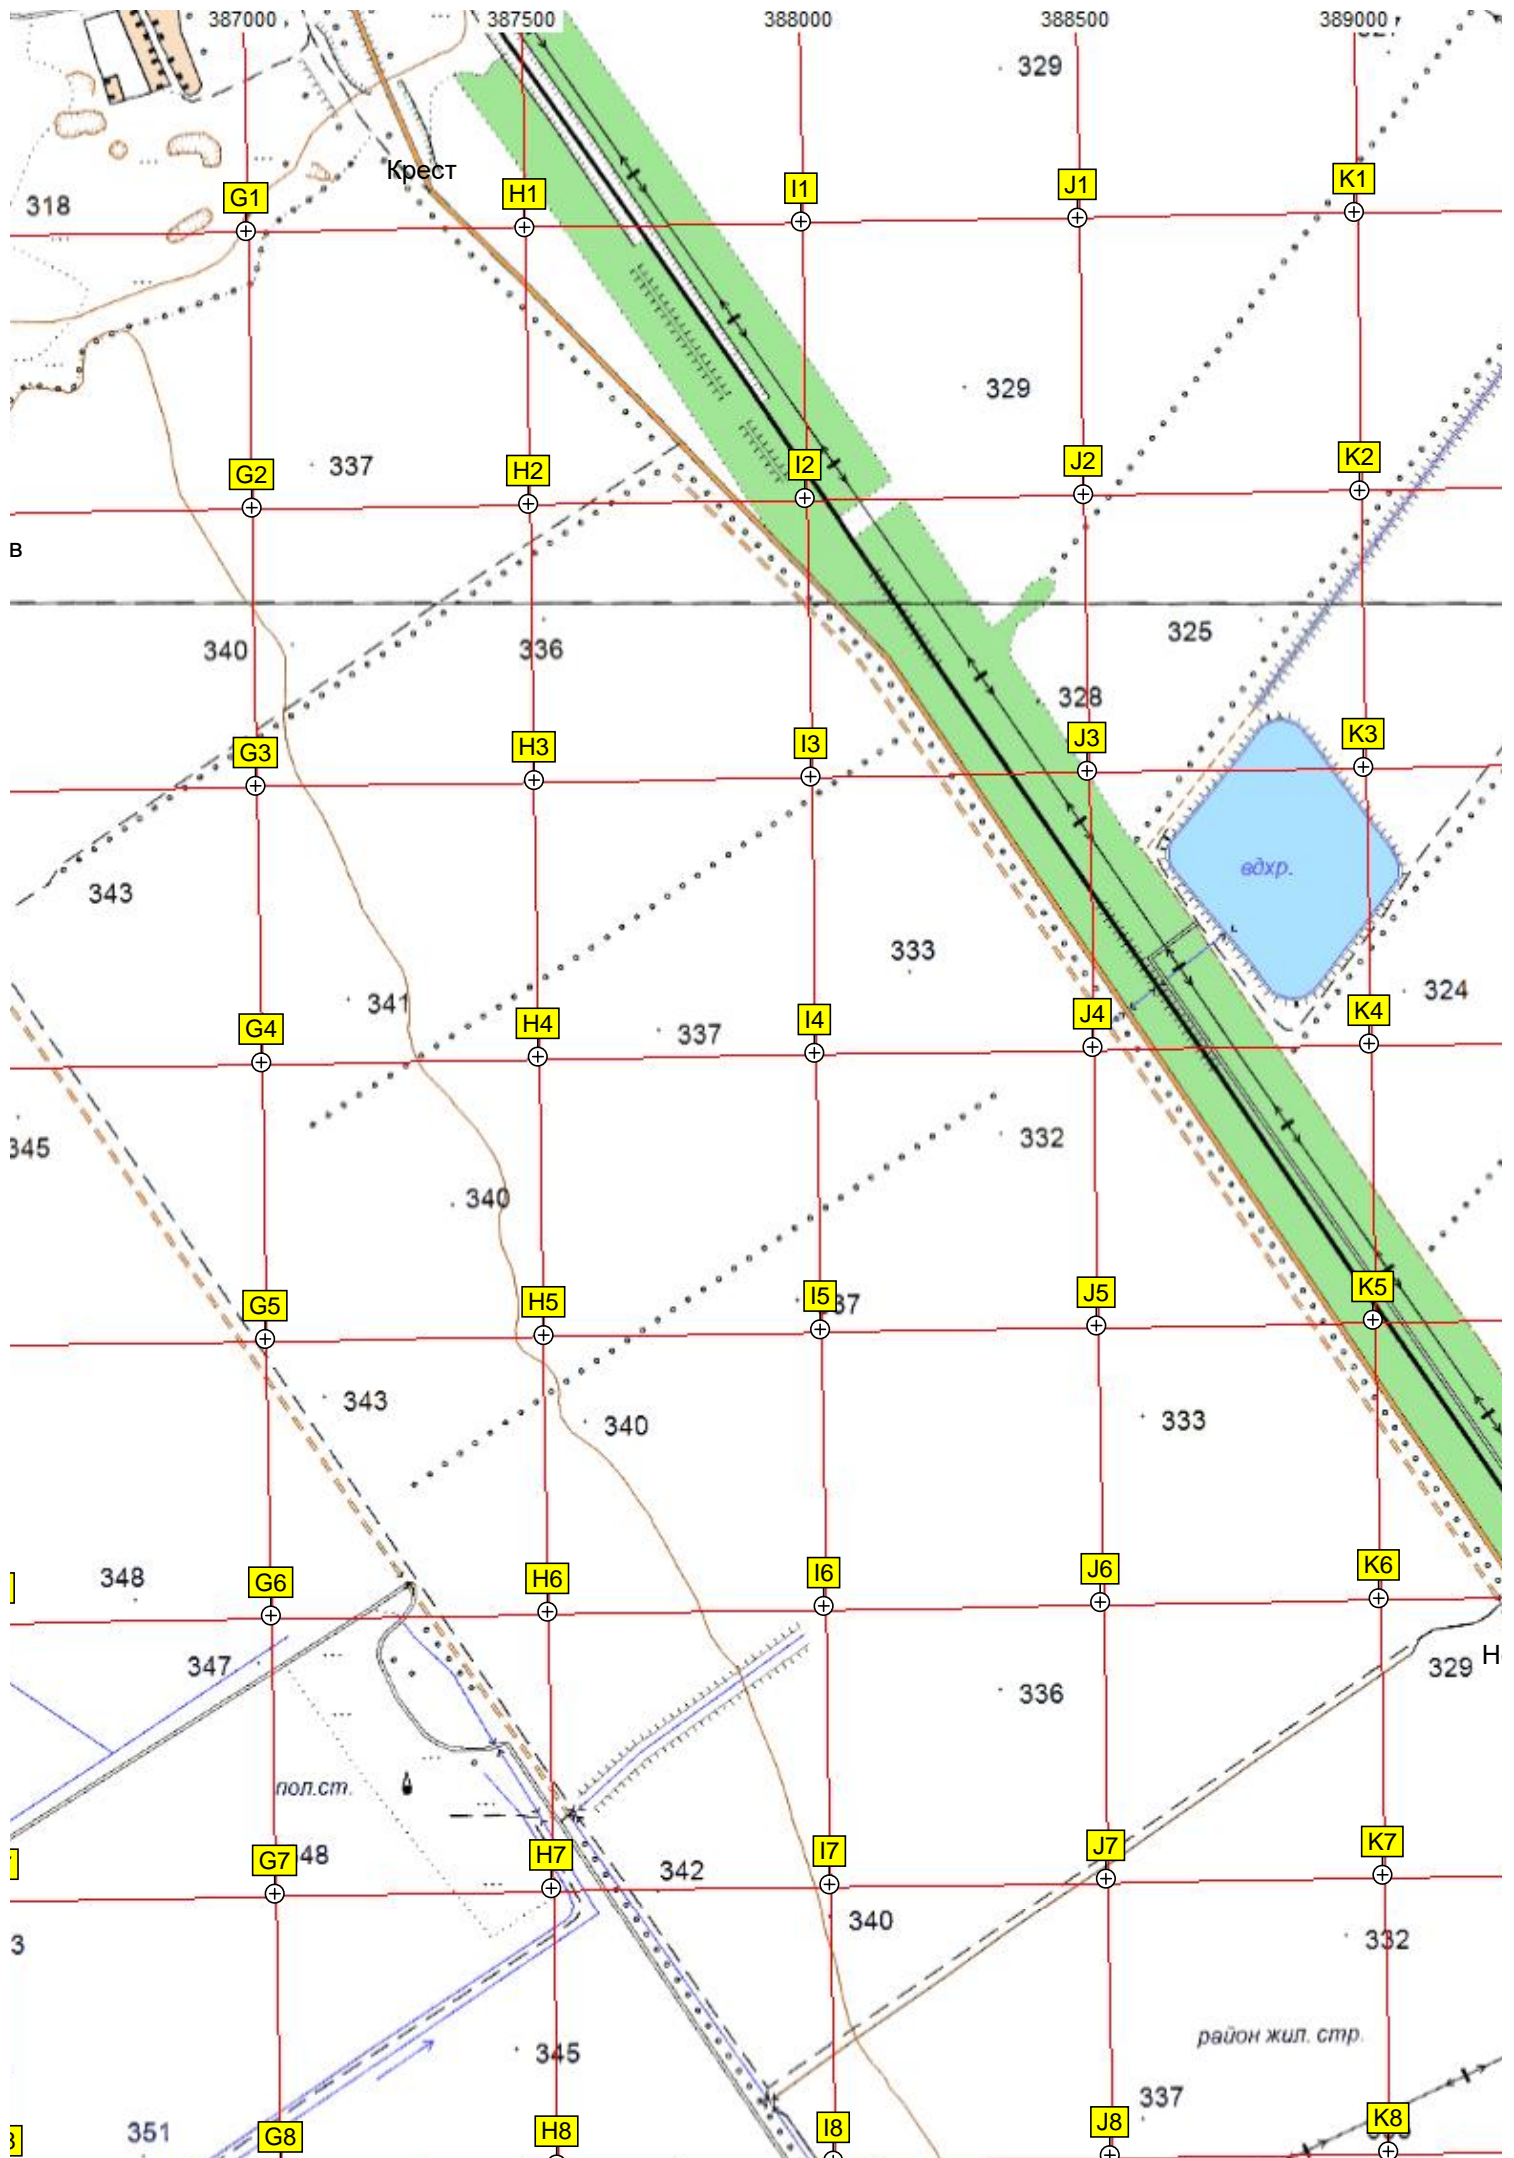 387000 387500 388000 388500 389000
329
Крест
318
G1 H1 I1 J1 K1
329
337
G2 H2 I2 J2 K2
в
340 336 325
328
G3 H3 I3 J3 K3
343 вдхр.
333
341 337 324
G4 H4 I4 J4 K4
345 332
340
G5 H5 I5 37 J5 K5
343 340 333
348
G6 H6 I6 J6 K6
347 329 Н
336
пол.ст.
G7 48 H7 342 I7 J7 K7
340
3 332
район жил. стр.
345
337
351
G8 H8 I8 J8 K8